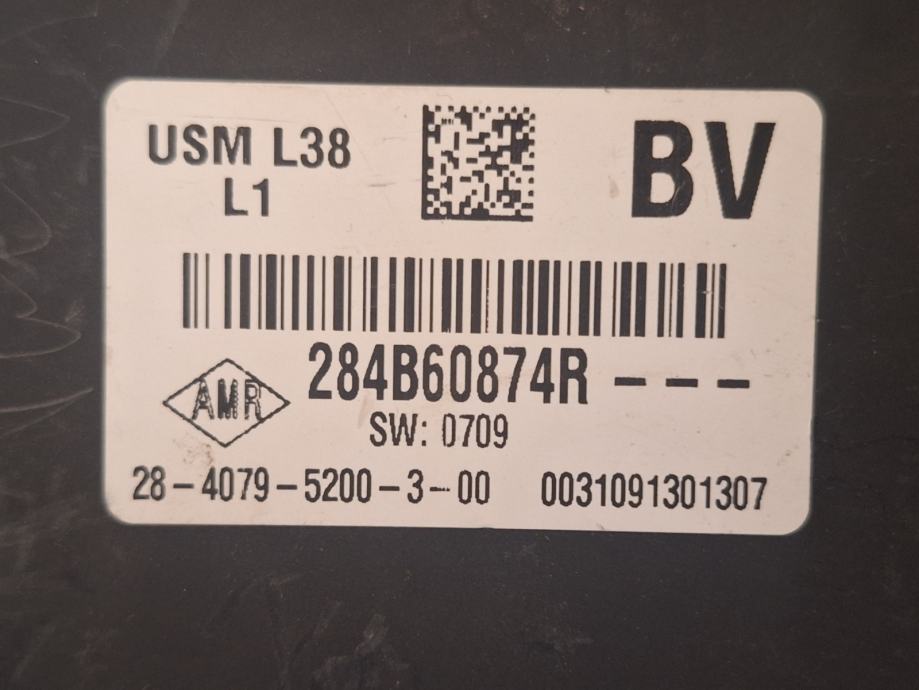 USM L38
L1
BV
284B60874R ---
AMR
SW: 0709
28-4079-5200-3-00 0031091301307